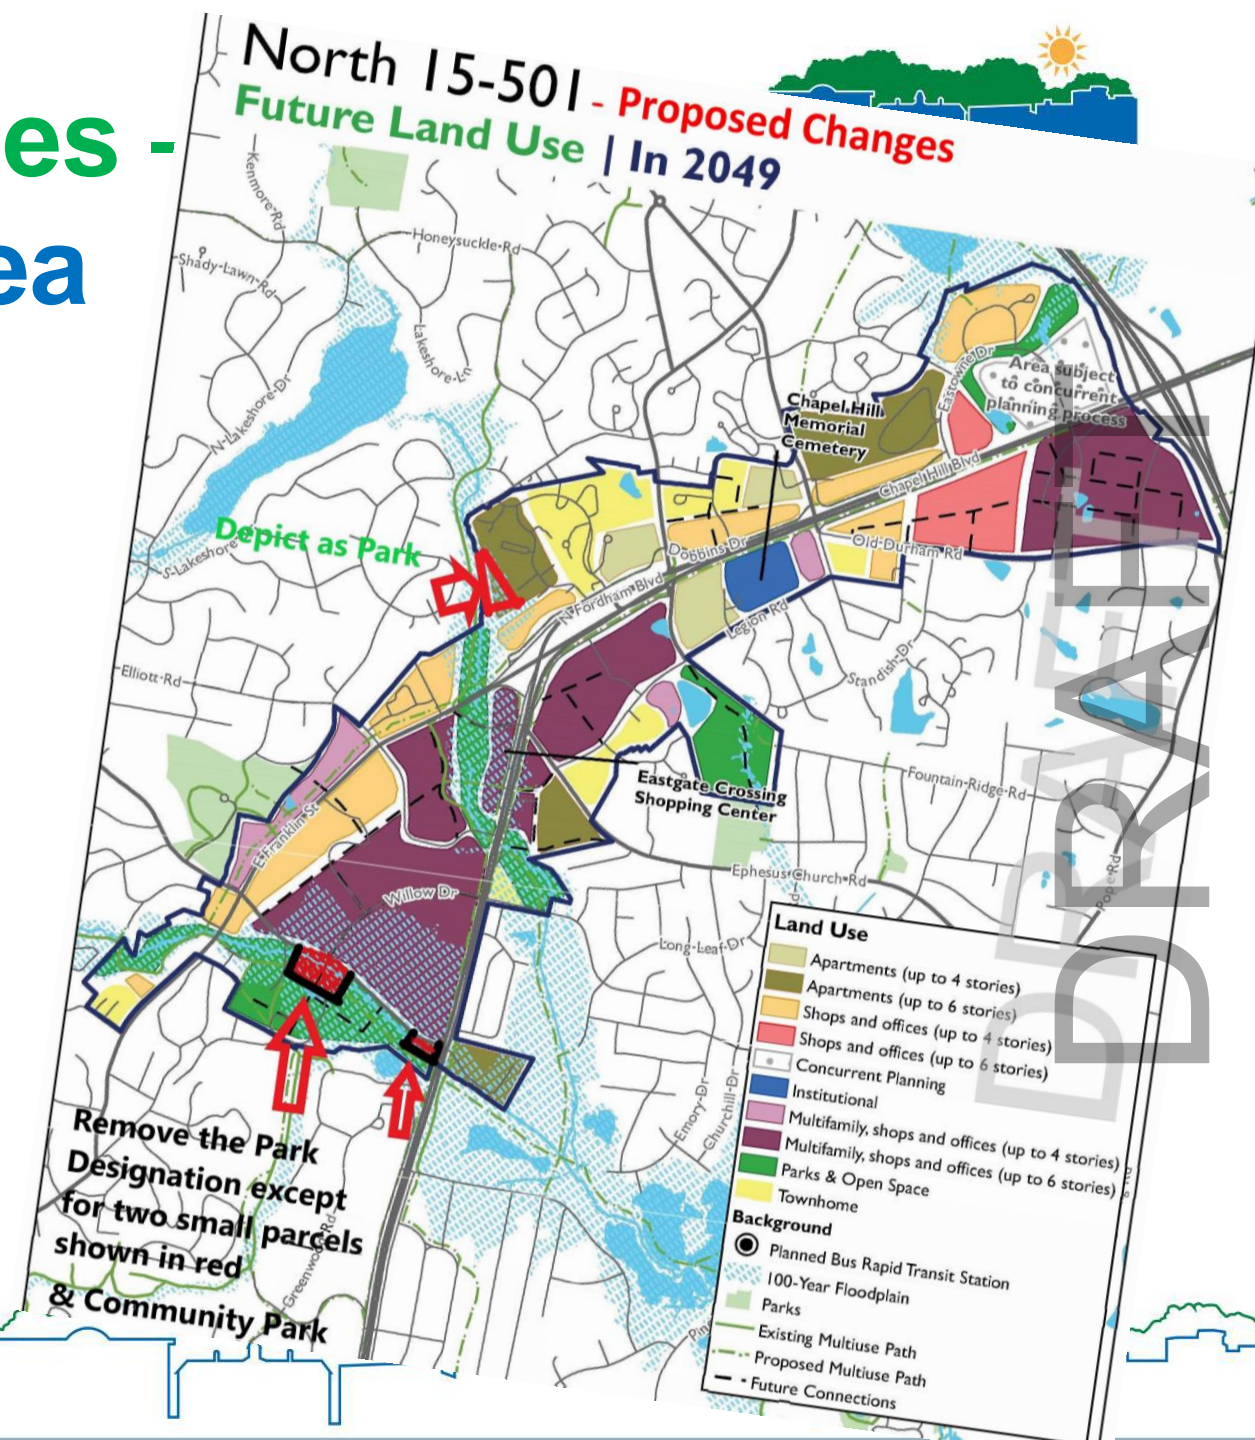 es -
ea
North 15-501 - Proposed Changes
Future Land Use | In 2049
Kenmore-Rd
Honeysuckle-Rd
Shady-Lawn-Rd
Lakeshore-Ln
N-Lakeshore-Dr
S-Lakeshore
Depict as Park
Elliott-Rd
Chapel Hill
Memorial
Cemetery
Eastowne Dr
Area subject
to concurrent
planning process
Chapel Hill Blvd
Dobbins Dr
Old-Durham Rd
N-Fordham Blvd
Legion Rd
Standish-Dr
Eastgate Crossing
Shopping Center
Fountain-Ridge-Rd
E Franklin St
Willow Dr
Ephesus-Church-Rd
Pope-Rd
Long-Leaf-Dr
Emory-Dr
Churchill-Dr
Greenwood-Rd
DRAFT
DRAFT
Remove the Park
Designation except
for two small parcels
shown in red
& Community Park
Land Use
Apartments (up to 4 stories)
Apartments (up to 6 stories)
Shops and offices (up to 4 stories)
Shops and offices (up to 6 stories)
Concurrent Planning
Institutional
Multifamily, shops and offices (up to 4 stories)
Multifamily, shops and offices (up to 6 stories)
Parks & Open Space
Townhome
Background
Planned Bus Rapid Transit Station
100-Year Floodplain
Parks
Existing Multiuse Path
Proposed Multiuse Path
Future Connections